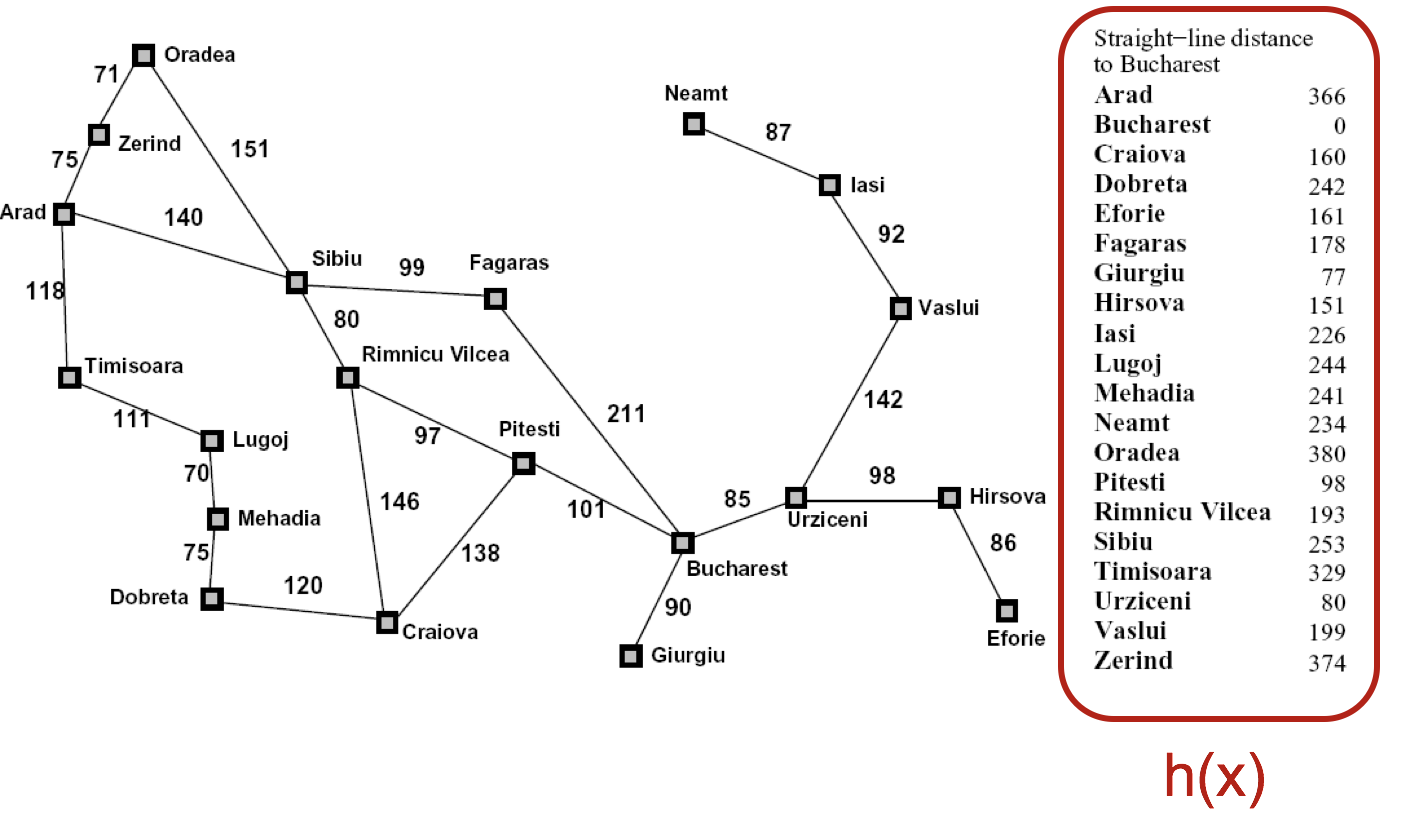 Oradea
71
Neamt
Zerind
87
151
75
Iasi
Arad
140
92
Sibiu
99
Fagaras
118
Vaslui
80
Timisoara
Rimnicu Vilcea
142
111
211
Lugoj
97
Pitesti
70
98
Hirsova
85
146
101
Urziceni
Mehadia
86
75
138
Bucharest
120
Dobreta
90
Craiova
Eforie
Giurgiu
Straight−line distance
to Bucharest
Arad 366
Bucharest 0
Craiova 160
Dobreta 242
Eforie 161
Fagaras 178
Giurgiu 77
Hirsova 151
Iasi 226
Lugoj 244
Mehadia 241
Neamt 234
Oradea 380
Pitesti 98
Rimnicu Vilcea 193
Sibiu 253
Timisoara 329
Urziceni 80
Vaslui 199
Zerind 374
h(x)